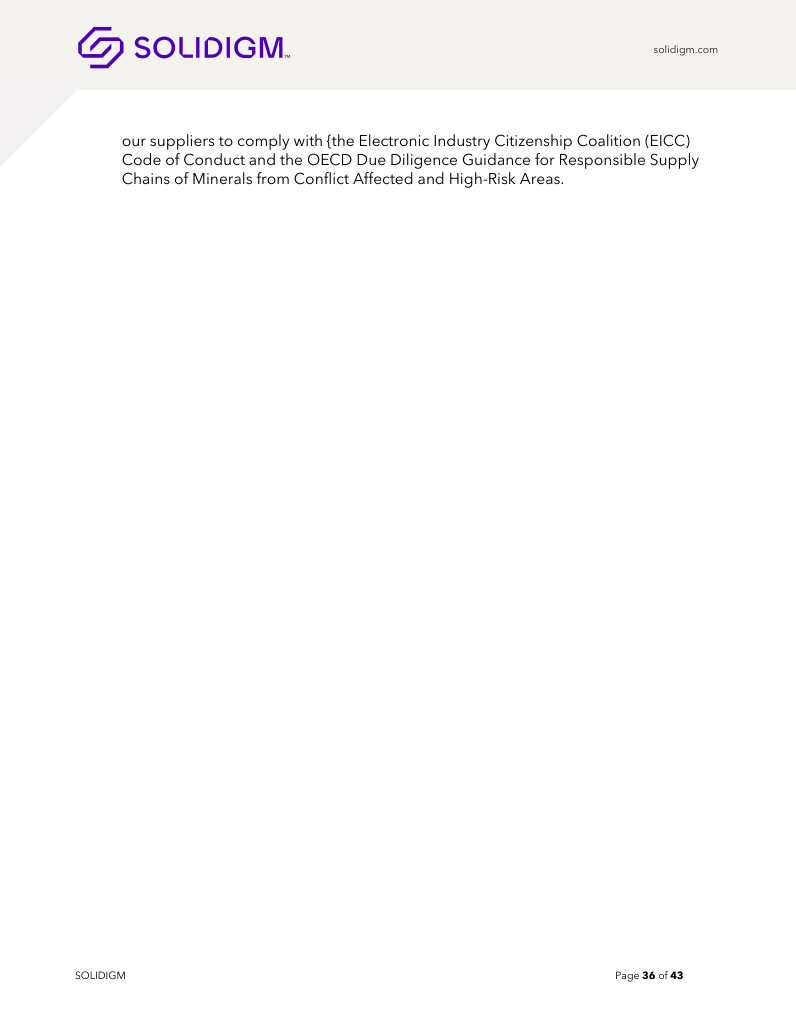 SOLIDIGM™
solidigm.com
our suppliers to comply with {the Electronic Industry Citizenship Coalition (EICC)
Code of Conduct and the OECD Due Diligence Guidance for Responsible Supply
Chains of Minerals from Conflict Affected and High-Risk Areas.
SOLIDIGM
Page 36 of 43